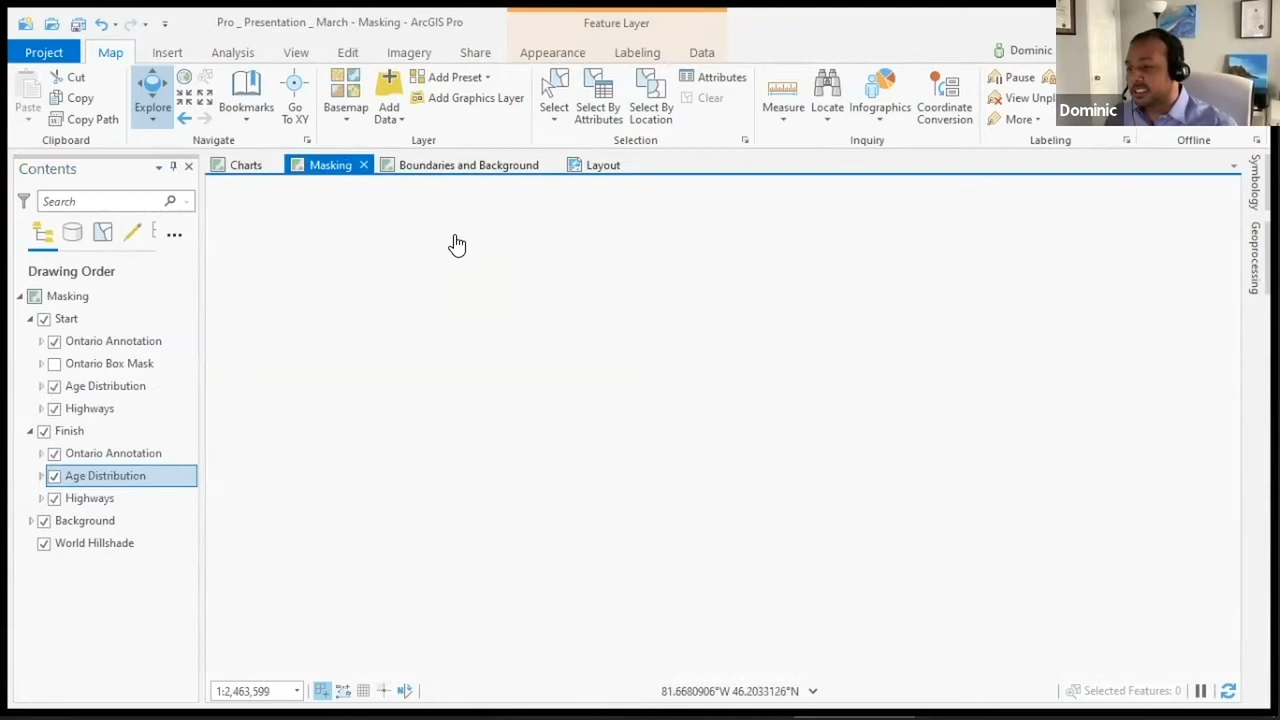 Pro _ Presentation _ March - Masking - ArcGIS Pro
Feature Layer
Project
Map
Insert
Analysis
View
Edit
Imagery
Share
Appearance
Labeling
Data
Dominic
Paste
Cut
Copy
Copy Path
Clipboard
Explore
Bookmarks
Go
To XY
Navigate
Basemap
Add
Data
Add Preset
Add Graphics Layer
Layer
Select
Select By
Attributes
Select By
Location
Attributes
Clear
Selection
Measure
Locate
Infographics
Coordinate
Conversion
Inquiry
Pause
View Unpl
More
Labeling
Offline
Dominic
Contents
Search
Drawing Order
Masking
Start
Ontario Annotation
Ontario Box Mask
Age Distribution
Highways
Finish
Ontario Annotation
Age Distribution
Highways
Background
World Hillshade
Charts
Masking
Boundaries and Background
Layout
Symbology
Geoprocessing
1:2,463,599
81.6680906°W 46.2033126°N
Selected Features: 0